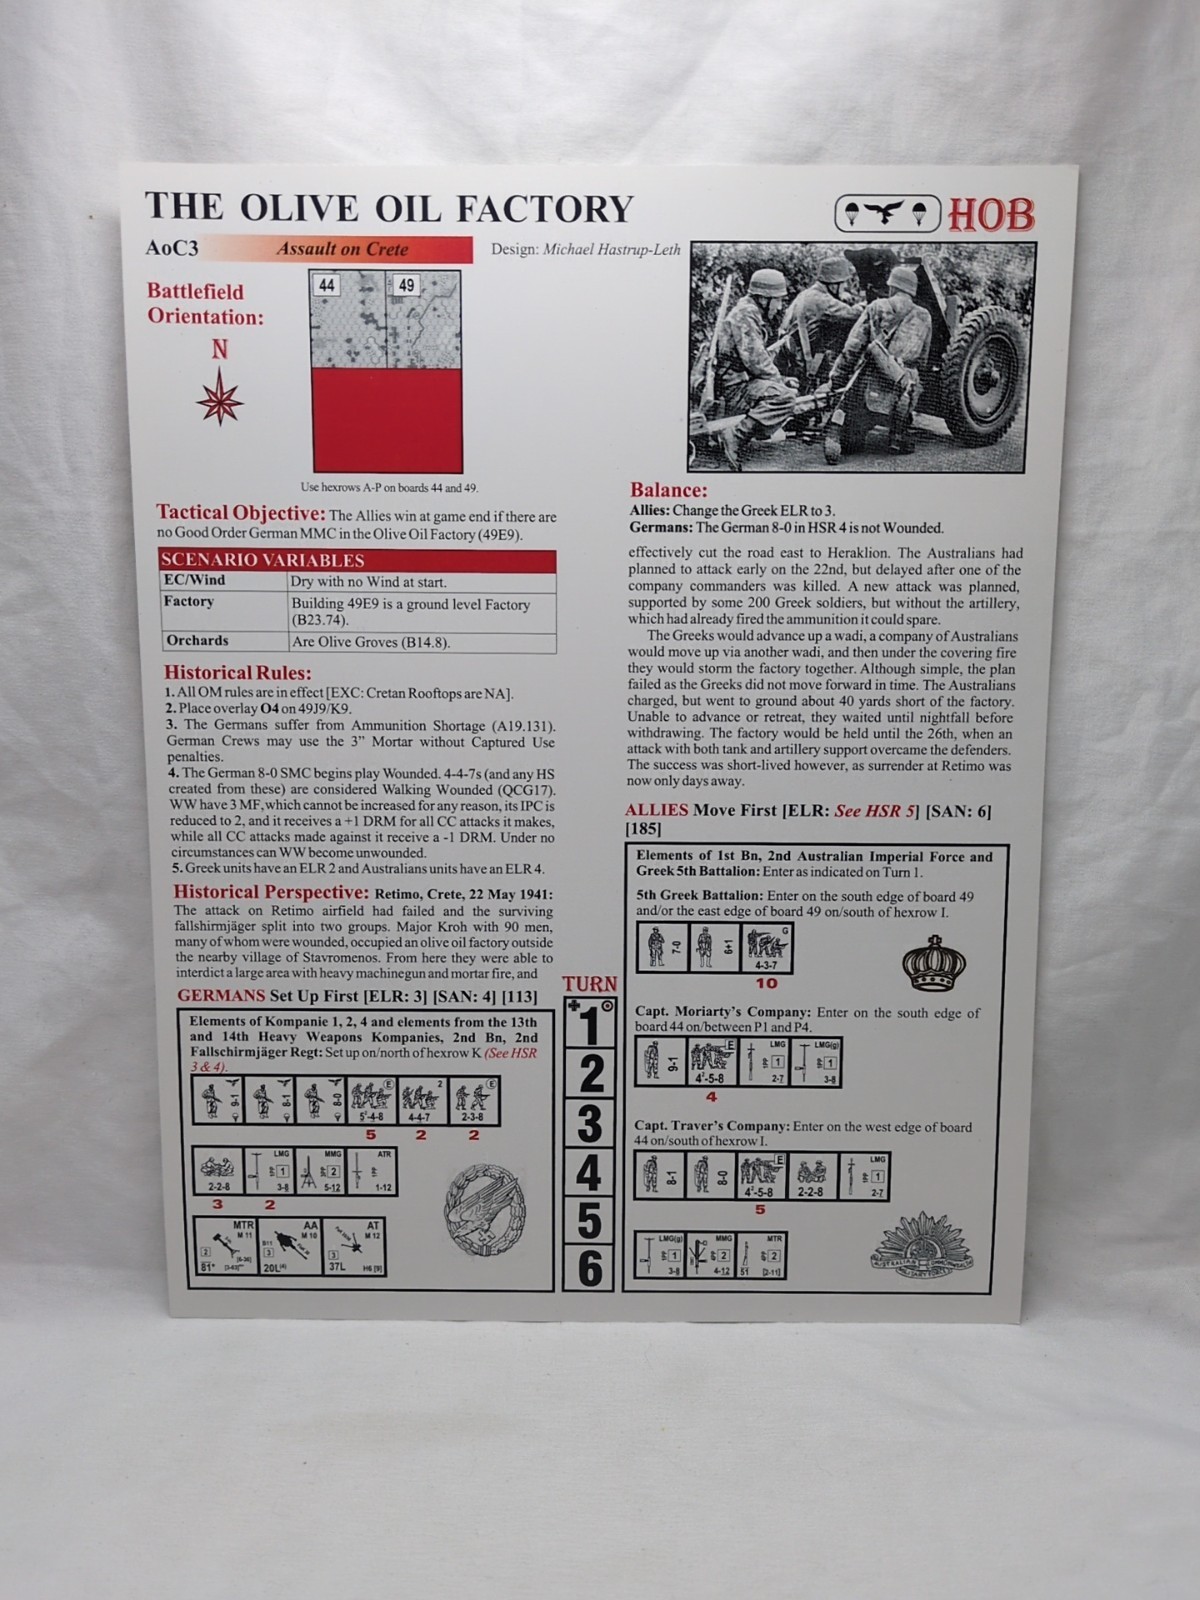 THE OLIVE OIL FACTORY
HOB
AoC3
Assault on Crete
Design: Michael Hastrup-Leth
Battlefield
Orientation:
N
44
49
Use hexrows A-P on boards 44 and 49.
Tactical Objective: The Allies win at game end if there are
no Good Order German MMC in the Olive Oil Factory (49E9).
SCENARIO VARIABLES
EC/Wind
Dry with no Wind at start.
Factory
Building 49E9 is a ground level Factory
(B23.74).
Orchards
Are Olive Groves (B14.8).
Historical Rules:
1. All OM rules are in effect [EXC: Cretan Rooftops are NA].
2. Place overlay O4 on 49J9/K9.
3. The Germans suffer from Ammunition Shortage (A19.131).
German Crews may use the 3” Mortar without Captured Use
penalties.
4. The German 8-0 SMC begins play Wounded. 4-4-7s (and any HS
created from these) are considered Walking Wounded (QCG17).
WW have 3 MF, which cannot be increased for any reason, its IPC is
reduced to 2, and it receives a +1 DRM for all CC attacks it makes,
while all CC attacks made against it receive a -1 DRM. Under no
circumstances can WW become unwounded.
5. Greek units have an ELR 2 and Australians units have an ELR 4.
Historical Perspective: Retimo, Crete, 22 May 1941:
The attack on Retimo airfield had failed and the surviving
fallshirmjäger split into two groups. Major Kroh with 90 men,
many of whom were wounded, occupied an olive oil factory outside
the nearby village of Stavromenos. From here they were able to
interdict a large area with heavy machinegun and mortar fire, and
Balance:
Allies: Change the Greek ELR to 3.
Germans: The German 8-0 in HSR 4 is not Wounded.
effectively cut the road east to Heraklion. The Australians had
planned to attack early on the 22nd, but delayed after one of the
company commanders was killed. A new attack was planned,
supported by some 200 Greek soldiers, but without the artillery,
which had already fired the ammunition it could spare.
The Greeks would advance up a wadi, a company of Australians
would move up via another wadi, and then under the covering fire
they would storm the factory together. Although simple, the plan
failed as the Greeks did not move forward in time. The Australians
charged, but went to ground about 40 yards short of the factory.
Unable to advance or retreat, they waited until nightfall before
withdrawing. The factory would be held until the 26th, when an
attack with both tank and artillery support overcame the defenders.
The success was short-lived however, as surrender at Retimo was
now only days away.
GERMANS Set Up First [ELR: 3] [SAN: 4] [113]
Elements of Kompanie 1, 2, 4 and elements from the 13th
and 14th Heavy Weapons Kompanies, 2nd Bn, 2nd
Fallschirmjäger Regt: Set up on/north of hexrow K (See HSR
3 & 4).
9-1
8-1
8-0
E
5²-4-8
2
4-4-7
E
2-3-8
5
2
2
2-2-8
LMG
1
3-8
MMG
2
5-12
ATR
1-12
3
2
MTR
M 11
2
81*
AA
M 10
3
20L(4)
AT
M 12
3
37L
H6 [9]
TURN
1
2
3
4
5
6
ALLIES Move First [ELR: See HSR 5] [SAN: 6]
[185]
Elements of 1st Bn, 2nd Australian Imperial Force and
Greek 5th Battalion: Enter as indicated on Turn 1.
5th Greek Battalion: Enter on the south edge of board 49
and/or the east edge of board 49 on/south of hexrow I.
7-0
6+1
G
4-3-7
10
Capt. Moriarty’s Company: Enter on the south edge of
board 44 on/between P1 and P4.
9-1
E
4²-5-8
LMG
1
2-7
LMG(g)
1
3-8
4
Capt. Traver’s Company: Enter on the west edge of board
44 on/south of hexrow I.
8-1
8-0
E
4²-5-8
2-2-8
LMG
1
2-7
5
LMG(g)
1
3-8
MMG
2
4-12
MTR
2
51
[2-11]